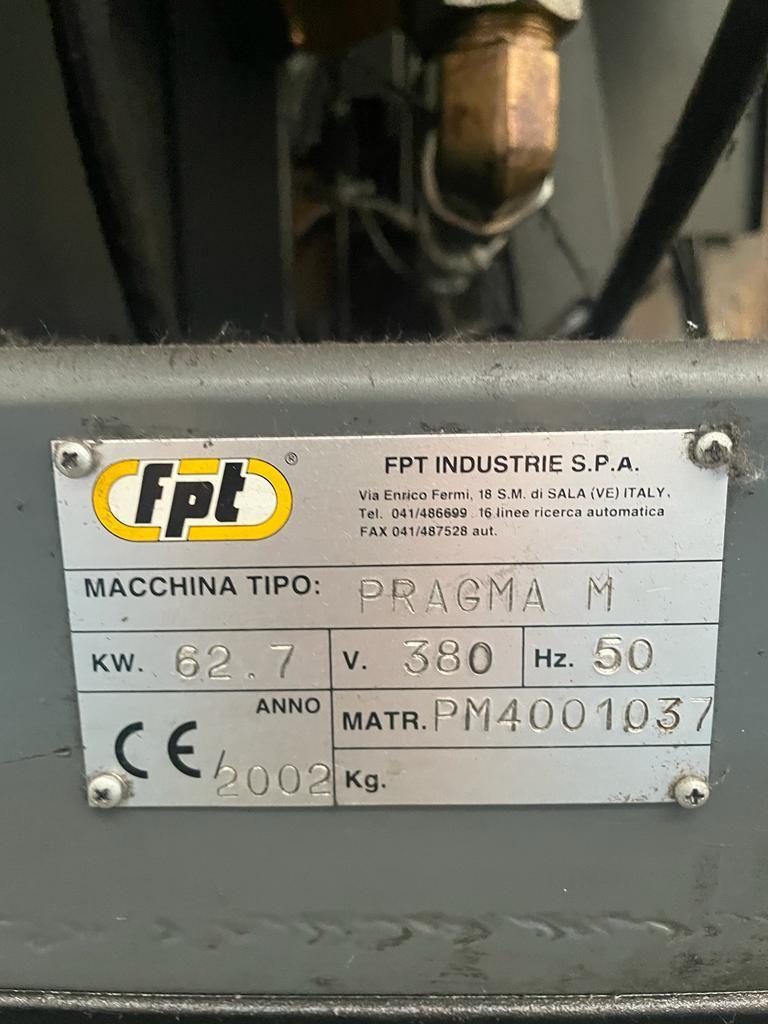 fpt ®
FPT INDUSTRIE S.P.A.
Via Enrico Fermi, 18 S.M. di SALA (VE) ITALY.
Tel. 041/486699 . 16 linee ricerca automatica
FAX 041/487528 aut.
MACCHINA TIPO: PRAGMA M
KW. 62.7 V. 380 Hz. 50
CE ANNO 2002 MATR. PM4001037
Kg.